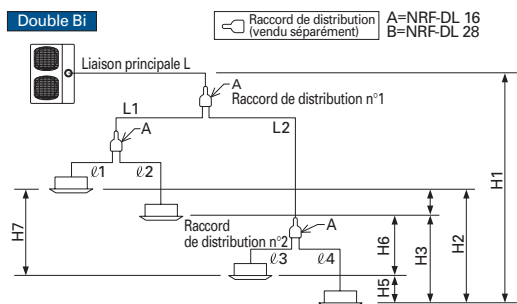 Double Bi
Raccord de distribution
(vendu séparément)
A=NRF-DL 16
B=NRF-DL 28
Liaison principale L
A
Raccord de distribution n°1
L1
L2
A
ℓ1
ℓ2
Raccord
de distribution n°2
A
ℓ3
ℓ4
H7
H6
H5
H3
H2
H1